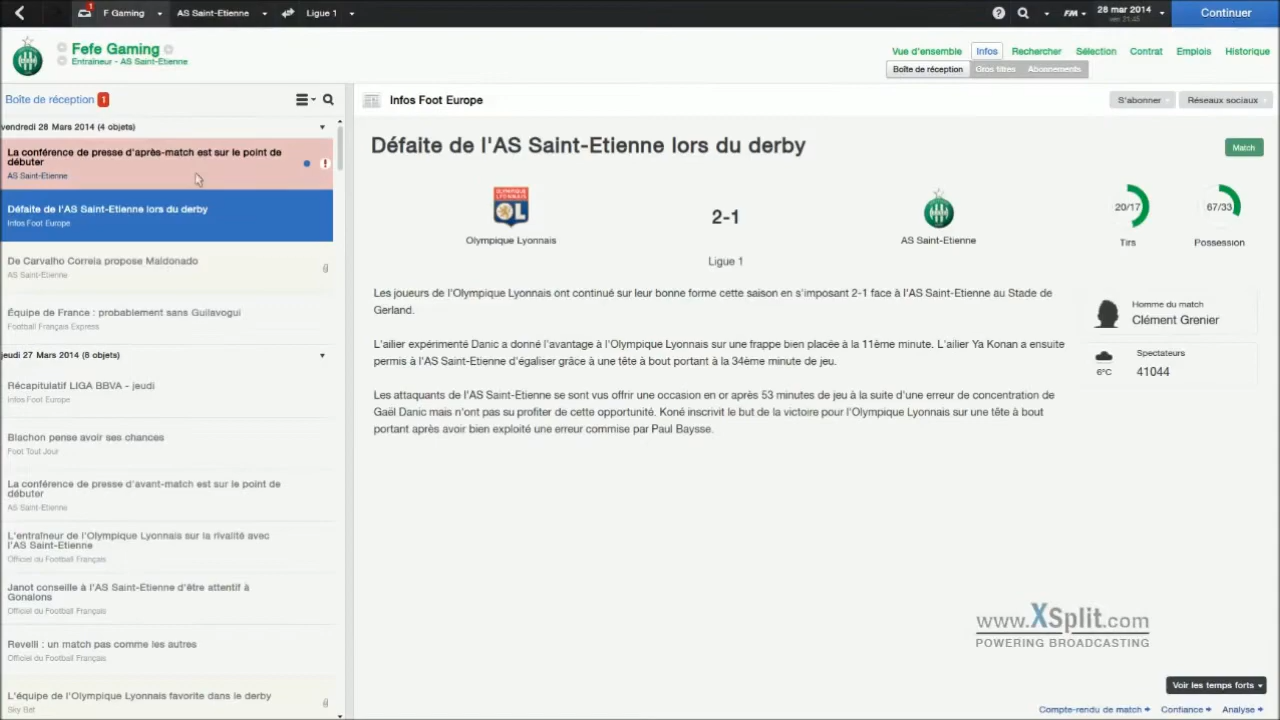 1
F Gaming
AS Saint-Etienne
Ligue 1
FM
28 mar 2014
ven 21:45
Continuer
Fefe Gaming
Entraîneur - AS Saint-Etienne
Vue d'ensemble
Infos
Rechercher
Sélection
Contrat
Emplois
Historique
Boîte de réception
Gros titres
Abonnements
Boîte de réception 1
Infos Foot Europe
S'abonner
Réseaux sociaux
vendredi 28 Mars 2014 (4 objets)
La conférence de presse d'après-match est sur le point de
débuter
AS Saint-Etienne
Défaite de l'AS Saint-Etienne lors du derby
Infos Foot Europe
De Carvalho Correia propose Maldonado
AS Saint-Etienne
Équipe de France : probablement sans Guilavogui
Football Français Express
jeudi 27 Mars 2014 (8 objets)
Récapitulatif LIGA BBVA - jeudi
Infos Foot Europe
Blachon pense avoir ses chances
Foot Tout Jour
La conférence de presse d'avant-match est sur le point de
débuter
AS Saint-Etienne
L'entraîneur de l'Olympique Lyonnais sur la rivalité avec
l'AS Saint-Etienne
Officiel du Football Français
Janot conseille à l'AS Saint-Etienne d'être attentif à
Gonalons
Officiel du Football Français
Revelli : un match pas comme les autres
Officiel du Football Français
L'équipe de l'Olympique Lyonnais favorite dans le derby
Sky Bet
Défaite de l'AS Saint-Etienne lors du derby
Match
OLYMPIQUE
LYONNAIS
OL
Olympique Lyonnais
2-1
Ligue 1
AS Saint-Etienne
20/17
Tirs
67/33
Possession
Les joueurs de l'Olympique Lyonnais ont continué sur leur bonne forme cette saison en s'imposant 2-1 face à l'AS Saint-Etienne au Stade de
Gerland.
L'ailier expérimenté Danic a donné l'avantage à l'Olympique Lyonnais sur une frappe bien placée à la 11ème minute. L'ailier Ya Konan a ensuite
permis à l'AS Saint-Etienne d'égaliser grâce à une tête à bout portant à la 34ème minute de jeu.
Les attaquants de l'AS Saint-Etienne se sont vus offrir une occasion en or après 53 minutes de jeu à la suite d'une erreur de concentration de
Gaël Danic mais n'ont pas su profiter de cette opportunité. Koné inscrivit le but de la victoire pour l'Olympique Lyonnais sur une tête à bout
portant après avoir bien exploité une erreur commise par Paul Baysse.
Homme du match
Clément Grenier
6°C
Spectateurs
41044
www.XSplit.com
POWERING BROADCASTING
Voir les temps forts
Compte-rendu de match
Confiance
Analyse